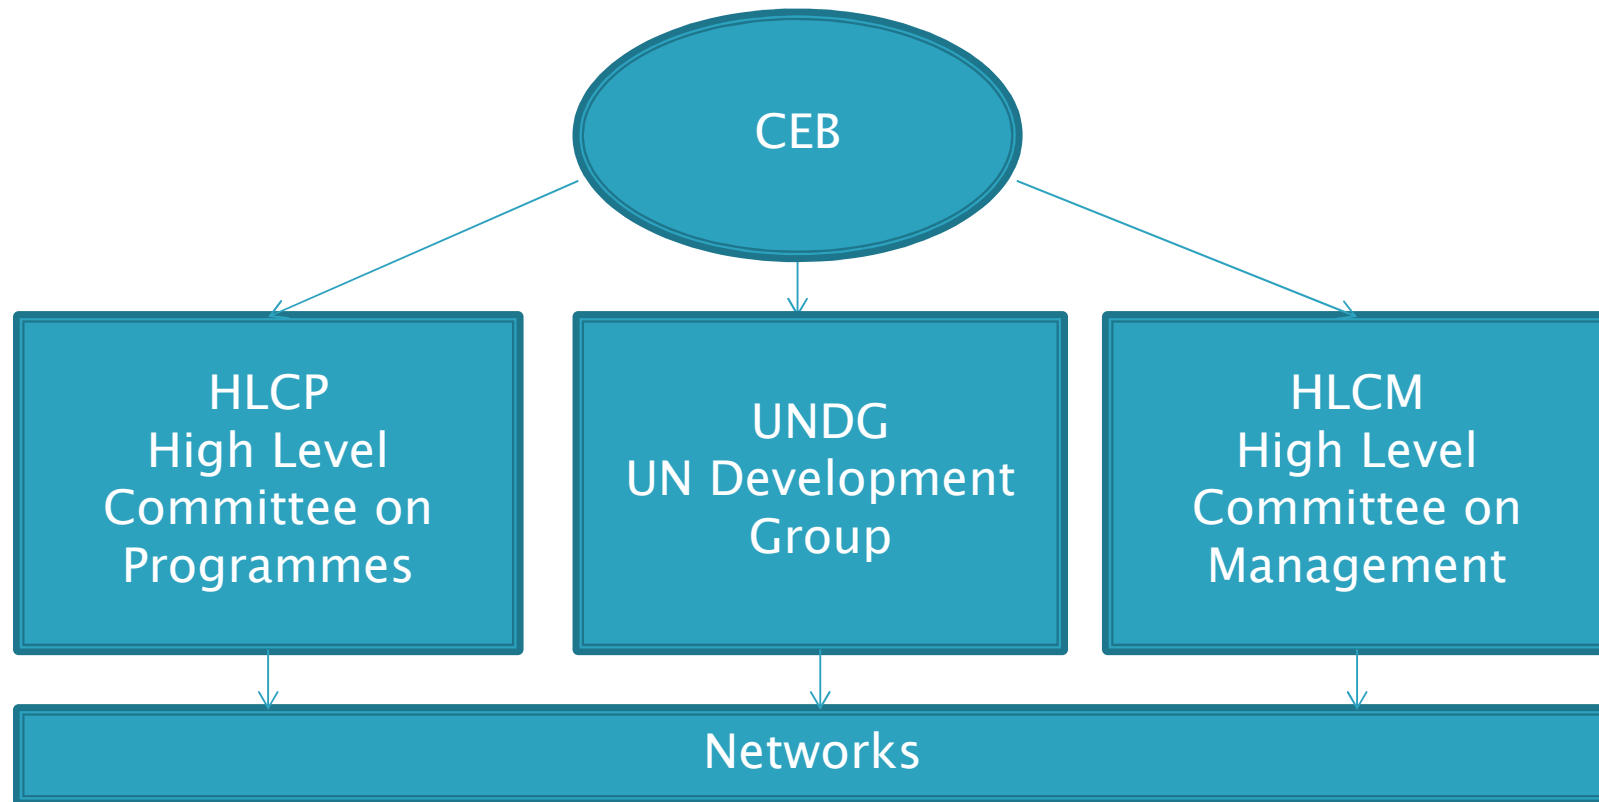 CEB
HLCP
High Level
Committee on
Programmes
UNDG
UN Development
Group
HLCM
High Level
Committee on
Management
Networks